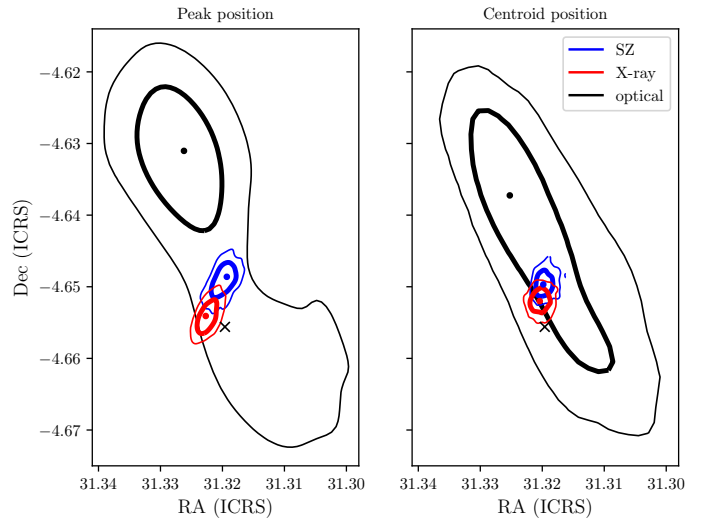 Peak position
Centroid position
SZ
X-ray
optical
−4.62
−4.63
−4.64
−4.65
−4.66
−4.67
Dec (ICRS)
31.34 31.33 31.32 31.31 31.30
31.34 31.33 31.32 31.31 31.30
RA (ICRS)
RA (ICRS)